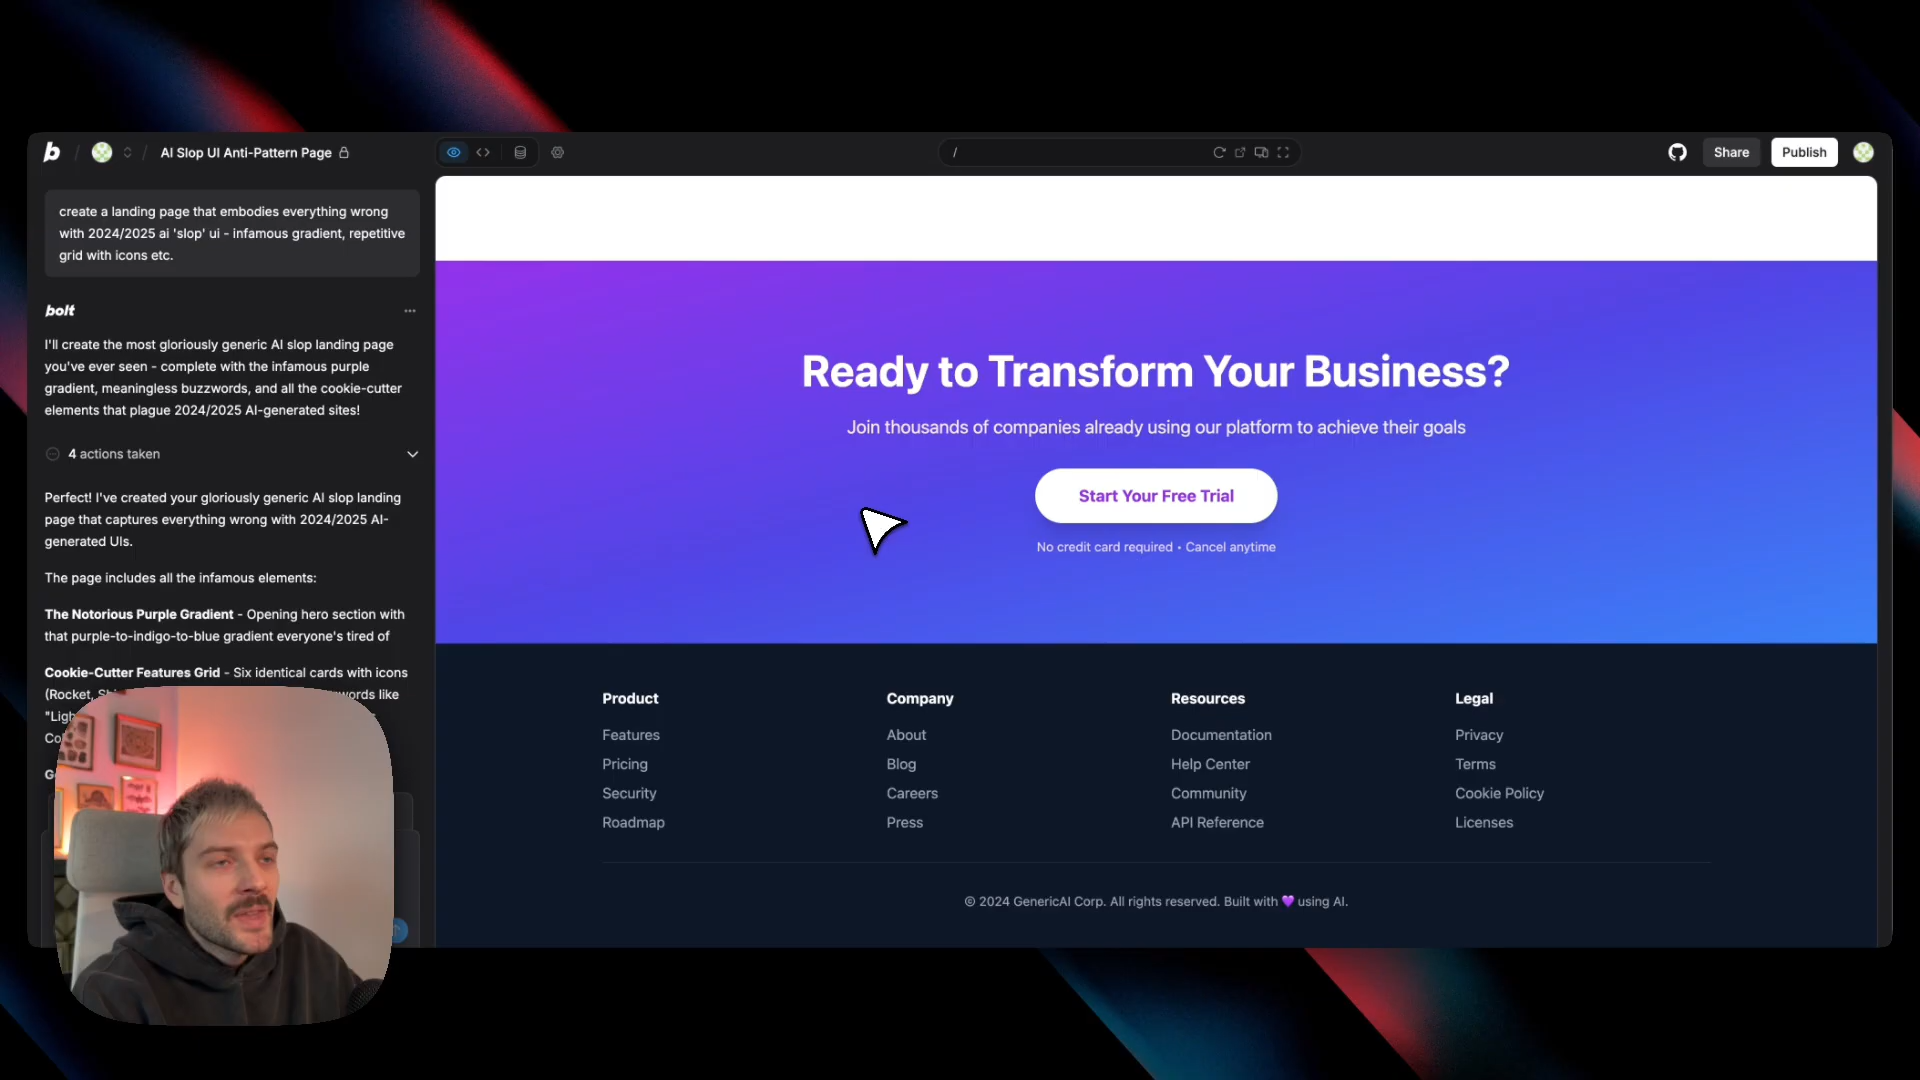 b / / AI Slop UI Anti-Pattern Page
/
Share
Publish
create a landing page that embodies everything wrong
with 2024/2025 ai 'slop' ui - infamous gradient, repetitive
grid with icons etc.
bolt
I'll create the most gloriously generic AI slop landing page
you've ever seen - complete with the infamous purple
gradient, meaningless buzzwords, and all the cookie-cutter
elements that plague 2024/2025 AI-generated sites!
4 actions taken
Perfect! I've created your gloriously generic AI slop landing
page that captures everything wrong with 2024/2025 AI-
generated UIs.
The page includes all the infamous elements:
The Notorious Purple Gradient - Opening hero section with
that purple-to-indigo-to-blue gradient everyone's tired of
Cookie-Cutter Features Grid - Six identical cards with icons
(Rocket, words like
Ready to Transform Your Business?
Join thousands of companies already using our platform to achieve their goals
Start Your Free Trial
No credit card required • Cancel anytime
Product
Features
Pricing
Security
Roadmap
Company
About
Blog
Careers
Press
Resources
Documentation
Help Center
Community
API Reference
Legal
Privacy
Terms
Cookie Policy
Licenses
© 2024 GenericAI Corp. All rights reserved. Built with 💜 using AI.